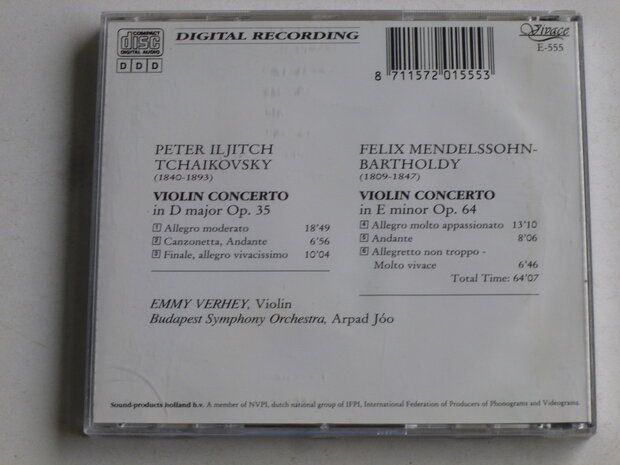 COMPACT
disc
DIGITAL AUDIO
D D D
DIGITAL RECORDING
8 711572 015553
Vivace
E-555
PETER ILJITCH
TCHAIKOVSKY
(1840-1893)
VIOLIN CONCERTO
in D major Op. 35
1 Allegro moderato 18'49
2 Canzonetta, Andante 6'56
3 Finale, allegro vivacissimo 10'04
FELIX MENDELSSOHN-
BARTHOLDY
(1809-1847)
VIOLIN CONCERTO
in E minor Op. 64
4 Allegro molto appassionato 13'10
5 Andante 8'06
6 Allegretto non troppo -
Molto vivace 6'46
Total Time: 64'07
EMMY VERHEY, Violin
Budapest Symphony Orchestra, Arpad Jóo
Sound-products holland b.v. A member of NVPI, dutch national group of IFPI, International Federation of Producers of Phonograms and Videograms.